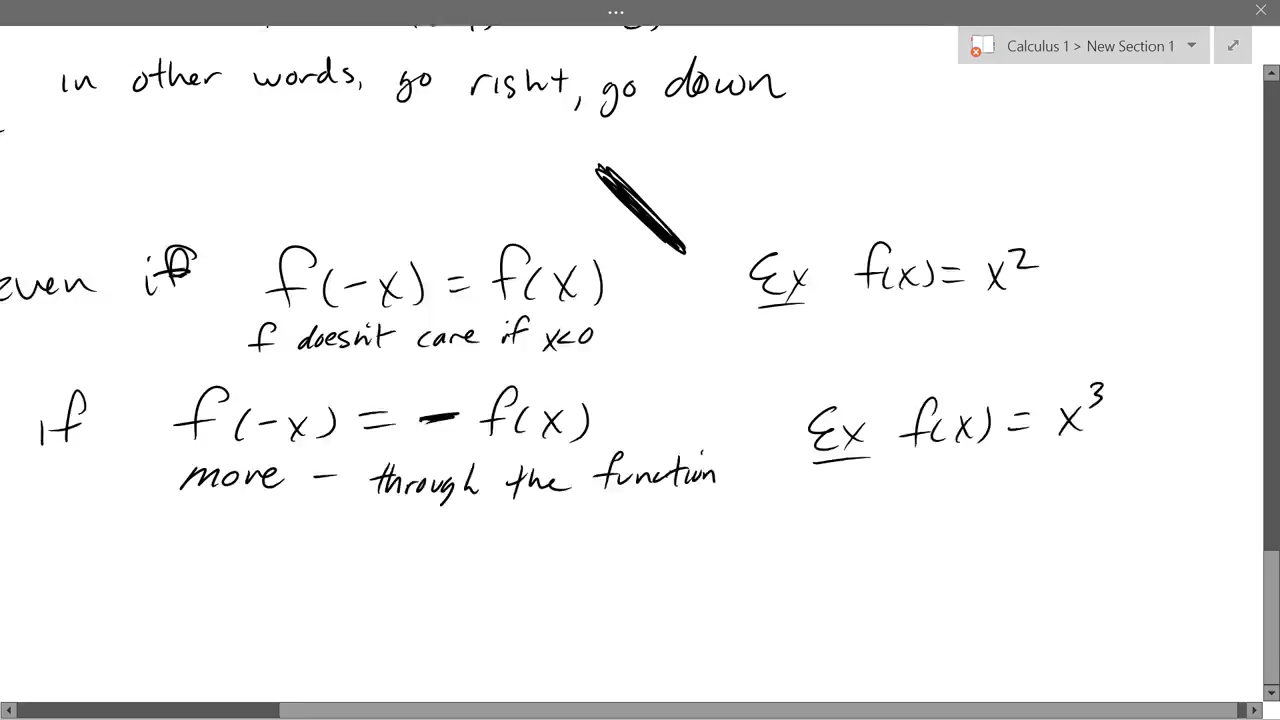 Calculus 1 > New Section 1
in other words, go right, go down
even if f(-x) = f(x) Ex f(x) = x²
f doesn't care if x<0
if f(-x) = - f(x) Ex f(x) = x³
more - through the function